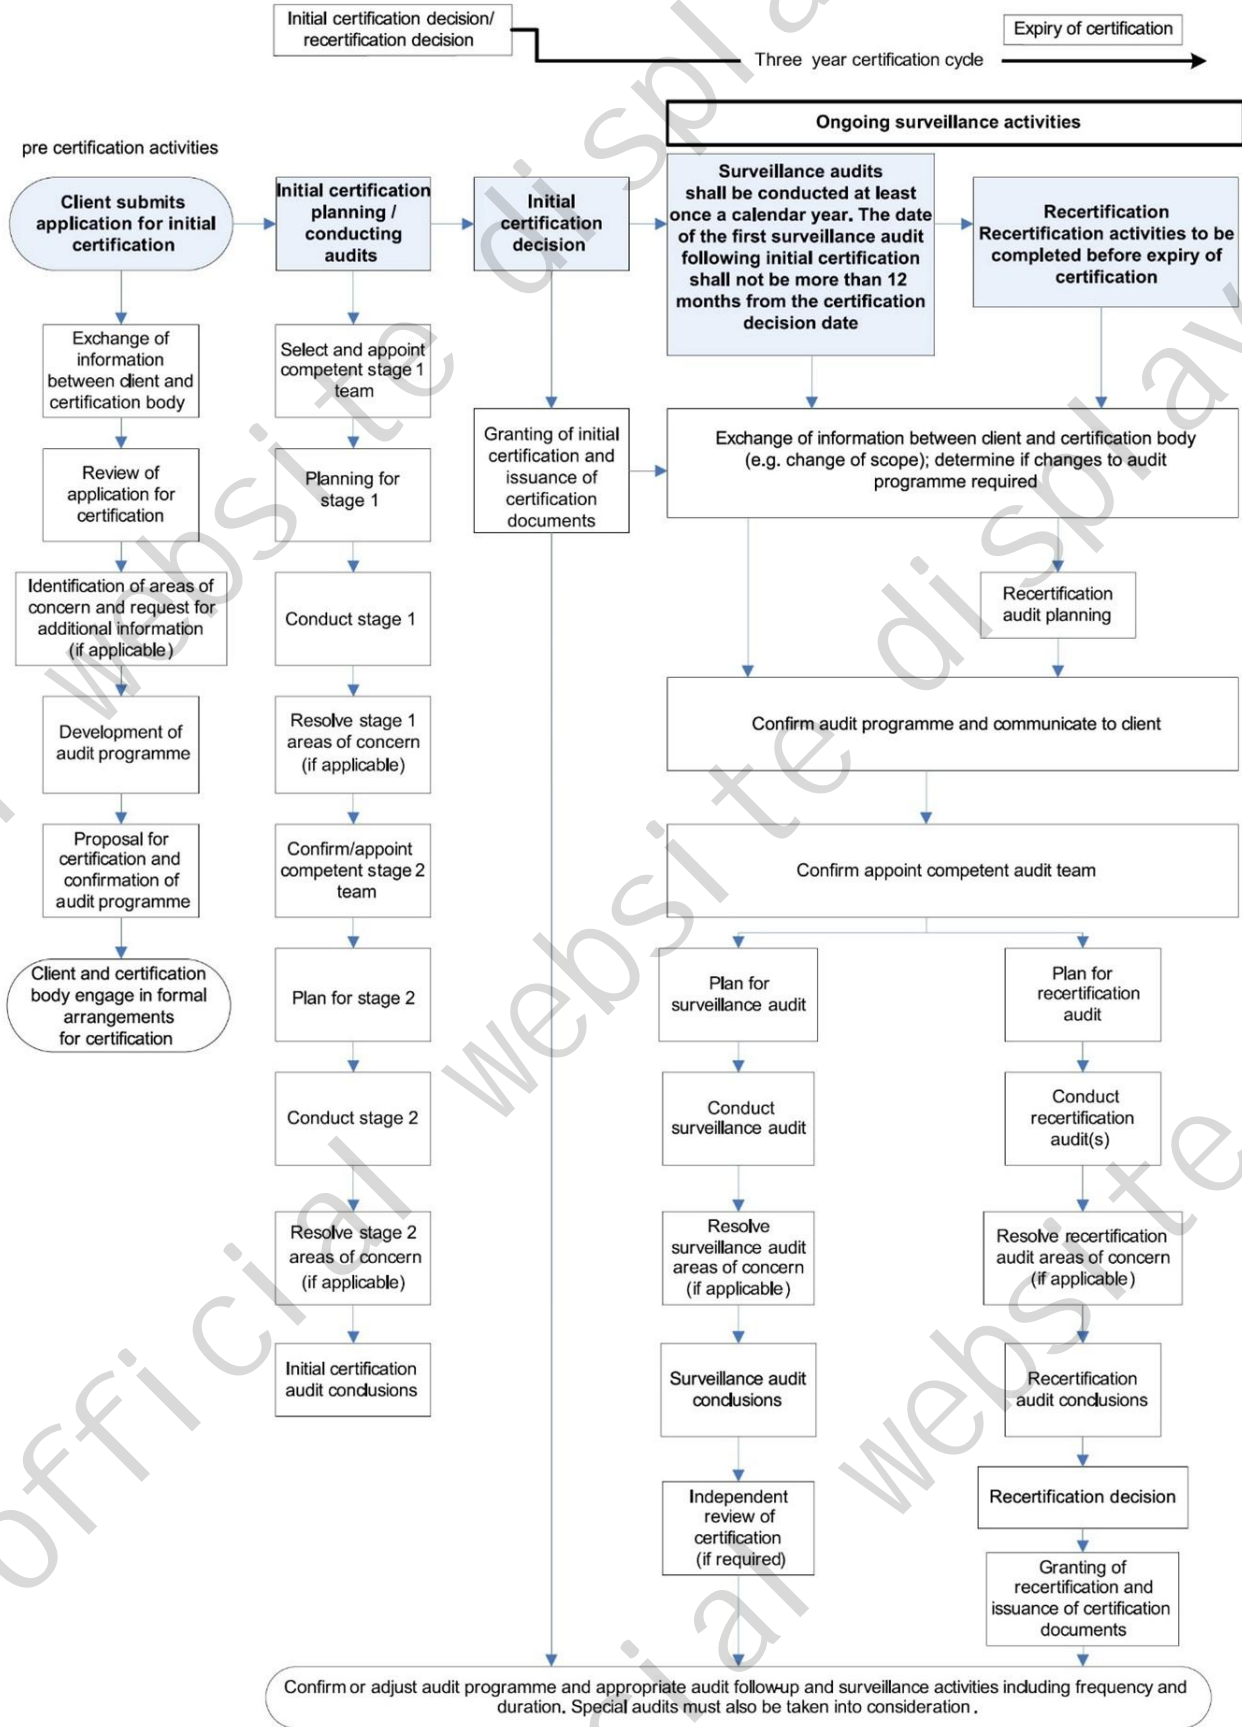 Initial certification decision/
recertification decision
Expiry of certification
Three year certification cycle
Ongoing surveillance activities
pre certification activities
Client submits
application for initial
certification
Initial certification
planning /
conducting
audits
Initial
certification
decision
Surveillance audits
shall be conducted at least
once a calendar year. The date
of the first surveillance audit
following initial certification
shall not be more than 12
months from the certification
decision date
Recertification
Recertification activities to be
completed before expiry of
certification
Exchange of
information
between client and
certification body
Review of
application for
certification
Identification of areas of
concern and request for
additional information
(if applicable)
Development of
audit programme
Proposal for
certification and
confirmation of
audit programme
Client and certification
body engage in formal
arrangements
for certification
Select and appoint
competent stage 1
team
Planning for
stage 1
Conduct stage 1
Resolve stage 1
areas of concern
(if applicable)
Confirm/appoint
competent stage 2
team
Plan for stage 2
Conduct stage 2
Resolve stage 2
areas of concern
(if applicable)
Initial certification
audit conclusions
Granting of initial
certification and
issuance of
certification
documents
Exchange of information between client and certification body
(e.g. change of scope); determine if changes to audit
programme required
Recertification
audit planning
Confirm audit programme and communicate to client
Confirm appoint competent audit team
Plan for
surveillance audit
Conduct
surveillance audit
Resolve
surveillance audit
areas of concern
(if applicable)
Surveillance audit
conclusions
Independent
review of
certification
(if required)
Plan for
recertification
audit
Conduct
recertification
audit(s)
Resolve recertification
audit areas of concern
(if applicable)
Recertification
audit conclusions
Recertification decision
Granting of
recertification and
issuance of certification
documents
Confirm or adjust audit programme and appropriate audit follow-up and surveillance activities including frequency and
duration. Special audits must also be taken into consideration.
website display
official website display
official website